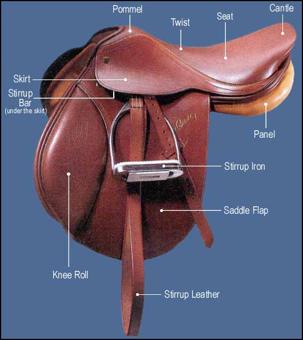 Pommel
Cantle
Twist
Seat
Skirt
Stirrup
Bar
(under the skirt)
Panel
Stirrup Iron
Saddle Flap
Knee Roll
Stirrup Leather